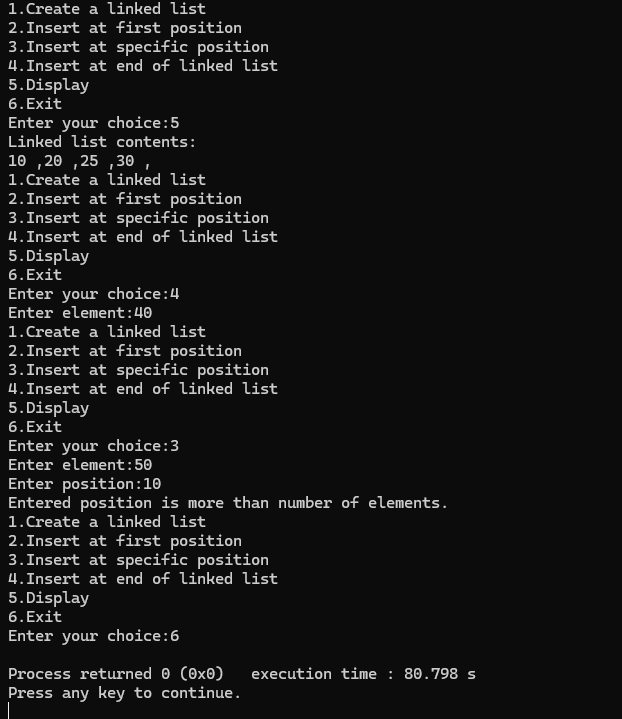 1.Create a linked list
2.Insert at first position
3.Insert at specific position
4.Insert at end of linked list
5.Display
6.Exit
Enter your choice:5
Linked list contents:
10 ,20 ,25 ,30 ,
1.Create a linked list
2.Insert at first position
3.Insert at specific position
4.Insert at end of linked list
5.Display
6.Exit
Enter your choice:4
Enter element:40
1.Create a linked list
2.Insert at first position
3.Insert at specific position
4.Insert at end of linked list
5.Display
6.Exit
Enter your choice:3
Enter element:50
Enter position:10
Entered position is more than number of elements.
1.Create a linked list
2.Insert at first position
3.Insert at specific position
4.Insert at end of linked list
5.Display
6.Exit
Enter your choice:6

Process returned 0 (0x0)   execution time : 80.798 s
Press any key to continue.